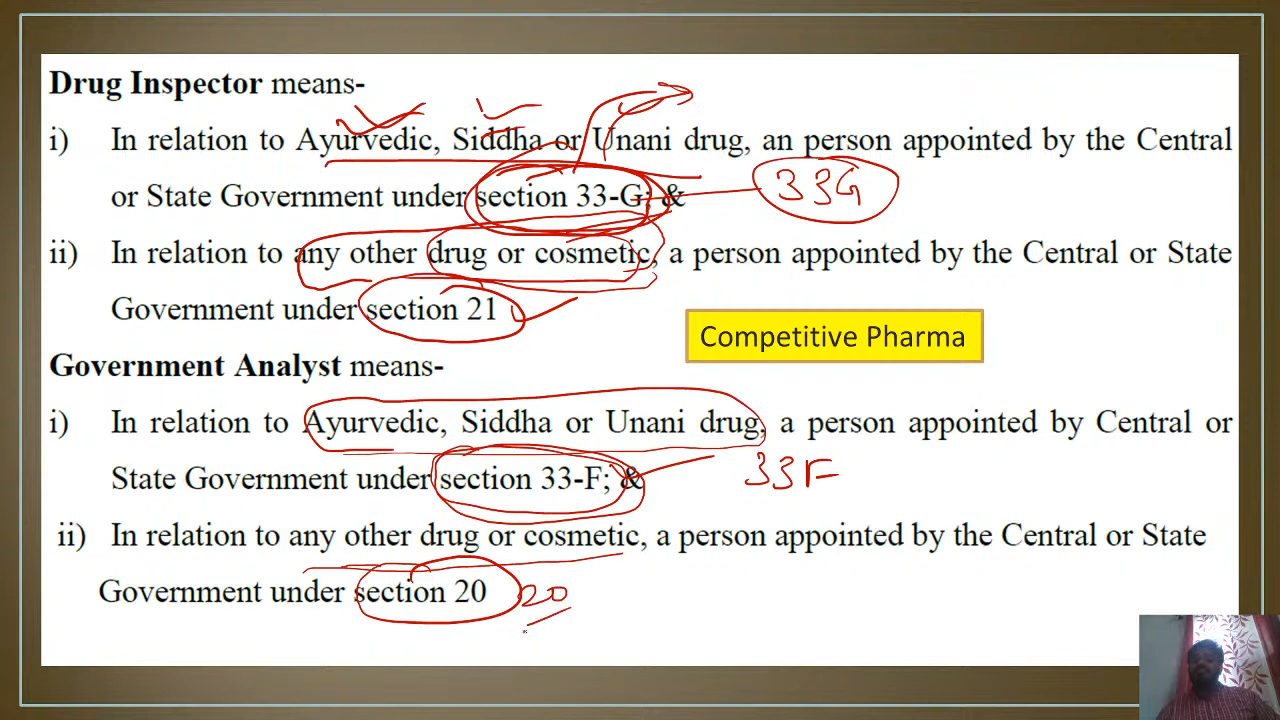 Drug Inspector means-
i) In relation to Ayurvedic, Siddha or Unani drug, an person appointed by the Central
or State Government under section 33-G; & 33G
ii) In relation to any other drug or cosmetic, a person appointed by the Central or State
Government under section 21
Competitive Pharma
Government Analyst means-
i) In relation to Ayurvedic, Siddha or Unani drug, a person appointed by Central or
State Government under section 33-F; & 33F
ii) In relation to any other drug or cosmetic, a person appointed by the Central or State
Government under section 20 20